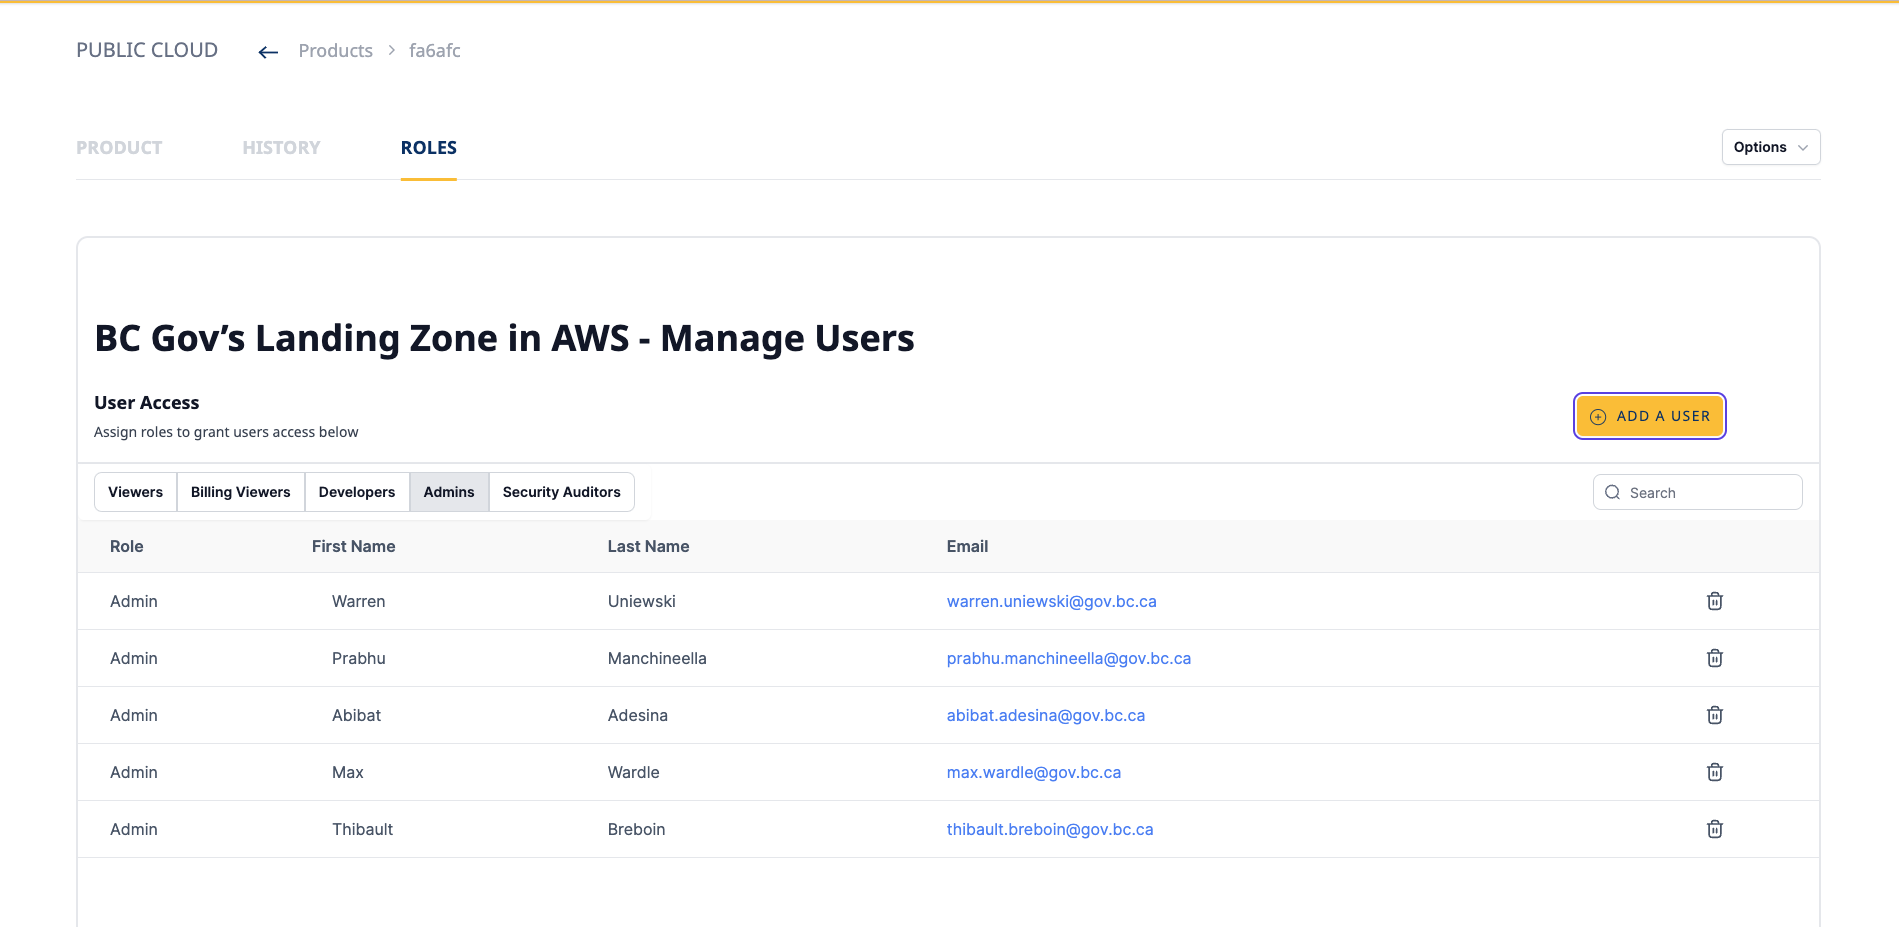 PUBLIC CLOUD Products fa6afc
PRODUCT HISTORY ROLES Options
BC Gov’s Landing Zone in AWS - Manage Users
User Access
Assign roles to grant users access below
ADD A USER
Viewers Billing Viewers Developers Admins Security Auditors Search
Role First Name Last Name Email
Admin Warren Uniewski warren.uniewski@gov.bc.ca
Admin Prabhu Manchineella prabhu.manchineella@gov.bc.ca
Admin Abibat Adesina abibat.adesina@gov.bc.ca
Admin Max Wardle max.wardle@gov.bc.ca
Admin Thibault Breboin thibault.breboin@gov.bc.ca